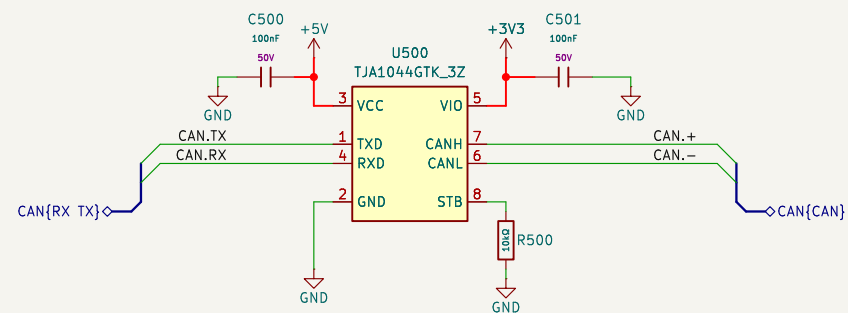 C500
100nF
50V
+5V
GND
U500
TJA1044GTK_3Z
+3V3
C501
100nF
50V
GND
3 VCC VIO 5
CAN.TX 1 TXD CANH 7 CAN.+
CAN.RX 4 RXD CANL 6 CAN.-
2 GND STB 8
CAN{RX TX}
10kΩ R500
CAN{CAN}
GND
GND